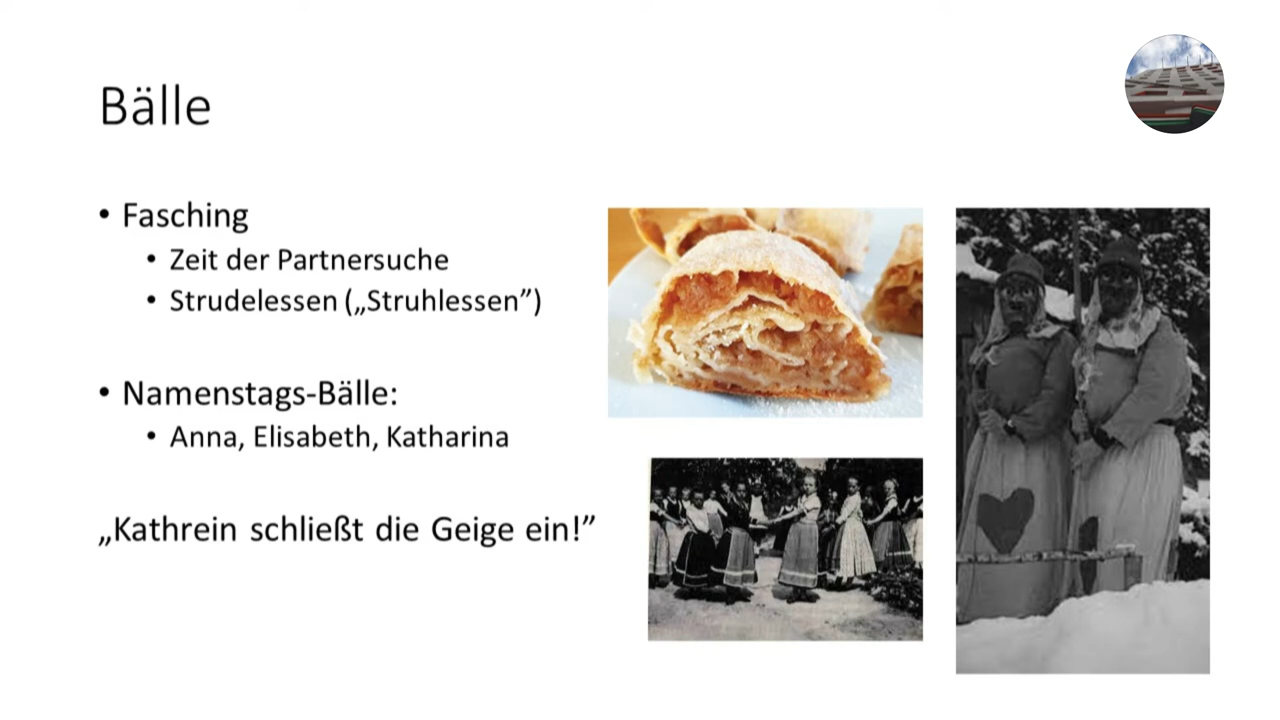 Bälle
• Fasching
• Zeit der Partnersuche
• Strudelessen („Struhlessen”)
• Namenstags-Bälle:
• Anna, Elisabeth, Katharina
„Kathrein schließt die Geige ein!”